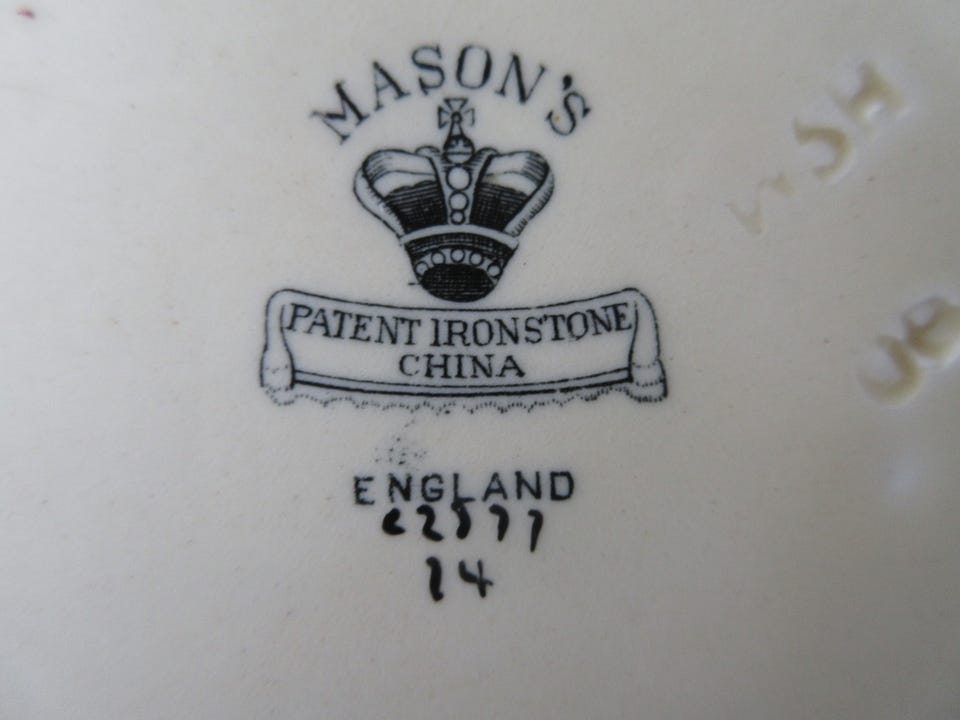 MASON'S
PATENT IRONSTONE
CHINA
ENGLAND
C2577
14